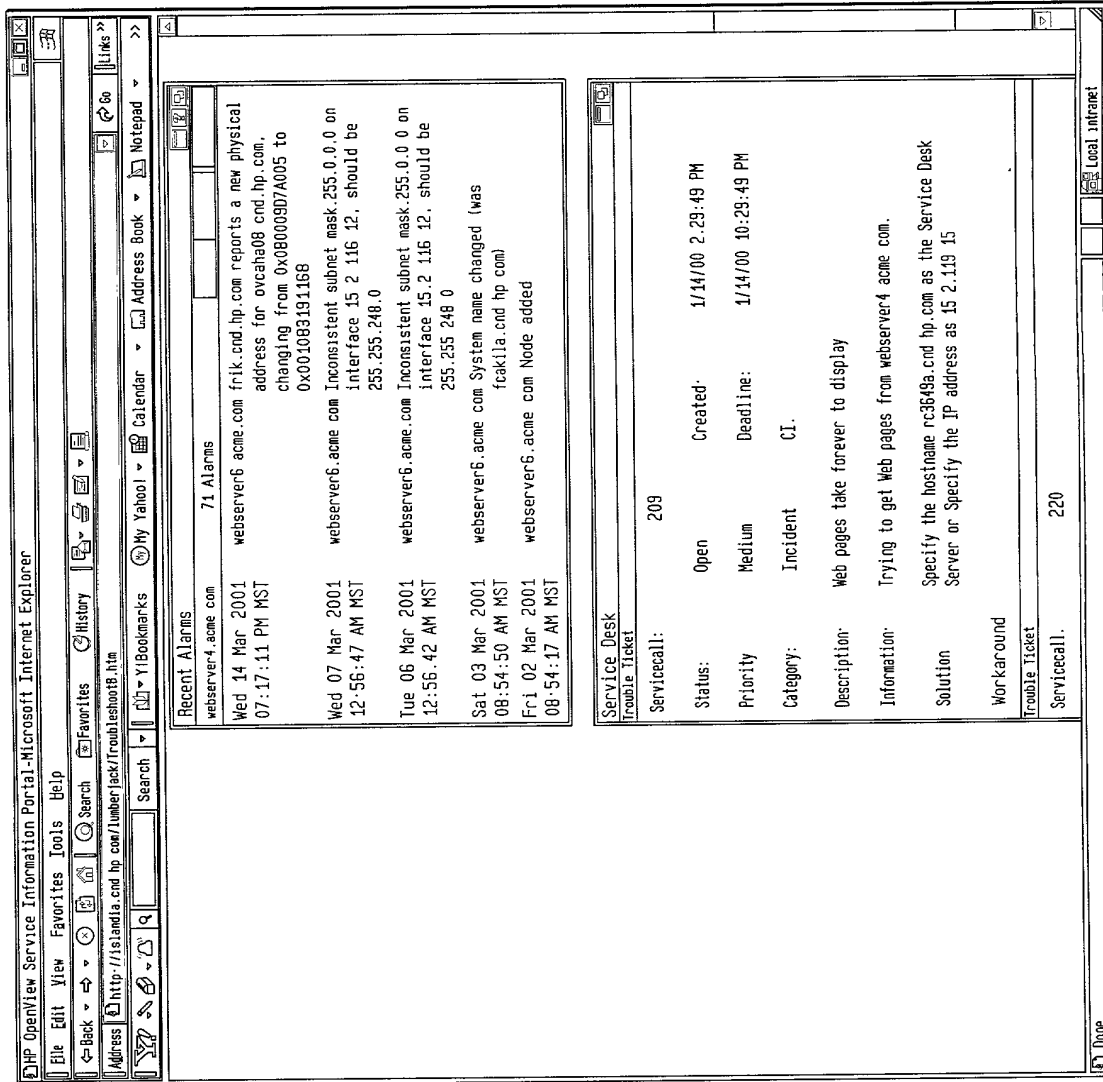 HP OpenView Service Information Portal-Microsoft Internet Explorer
File Edit View Favorites Tools Help
Back Search Favorites History
Address http·//islandia.cnd hp com/lumberjack/TroubleshootB.htm Go Links »
Y! Search Y!Bookmarks My Yahoo! Calendar Address Book Notepad »
Recent Alarms
webserver4.acme com 71 Alarms
Wed 14 Mar 2001 webserver6 acme.com frik.cnd.hp.com reports a new physical
07:17:11 PM MST address for ovcaha08 cnd.hp.com,
changing from 0x080009D7A005 to
0x001083191168
Wed 07 Mar 2001 webserver6.acme com Inconsistent subnet mask.255.0.0.0 on
12·56:47 AM MST interface 15 2 116 12, should be
255.255.248.0
Tue 06 Mar 2001 webserver6.acme.com Inconsistent subnet mask.255 0.0 0 on
12:56.42 AM MST interface 15.2 116 12. should be
255.255 248 0
Sat 03 Mar 2001 webserver6.acme com System name changed (was
08:54:50 AM MST fcakila.cnd hp com)
Fri 02 Mar 2001 webserver6.acme com Node added
08·54:17 AM MST
Service Desk
Trouble Ticket
Servicecall: 209
Status: Open Created· 1/14/00 2.29:49 PM
Priority Medium Deadline: 1/14/00 10:29:49 PM
Category: Incident CI.
Description· Web pages take forever to display
Information· Trying to get Web pages from webserver4 acme com.
Solution Specify the hostname rc3649a.cnd hp.com as the Service Desk
Server or Specify the IP address as 15 2.119 15
Workaround
Trouble Ticket
Servicecall. 220
Done Local intranet